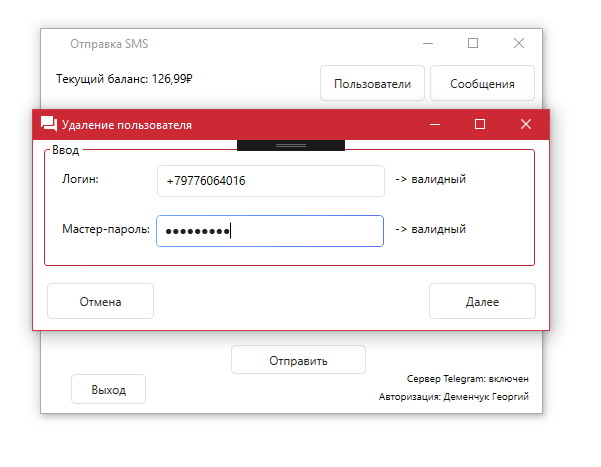 Отправка SMS
Текущий баланс: 126,99₽
Пользователи
Сообщения
Удаление пользователя
Ввод
Логин: +79776064016 -> валидный
Мастер-пароль: ●●●●●●●●● -> валидный
Отмена
Далее
Отправить
Сервер Telegram: включен
Выход
Авторизация: Деменчук Георгий